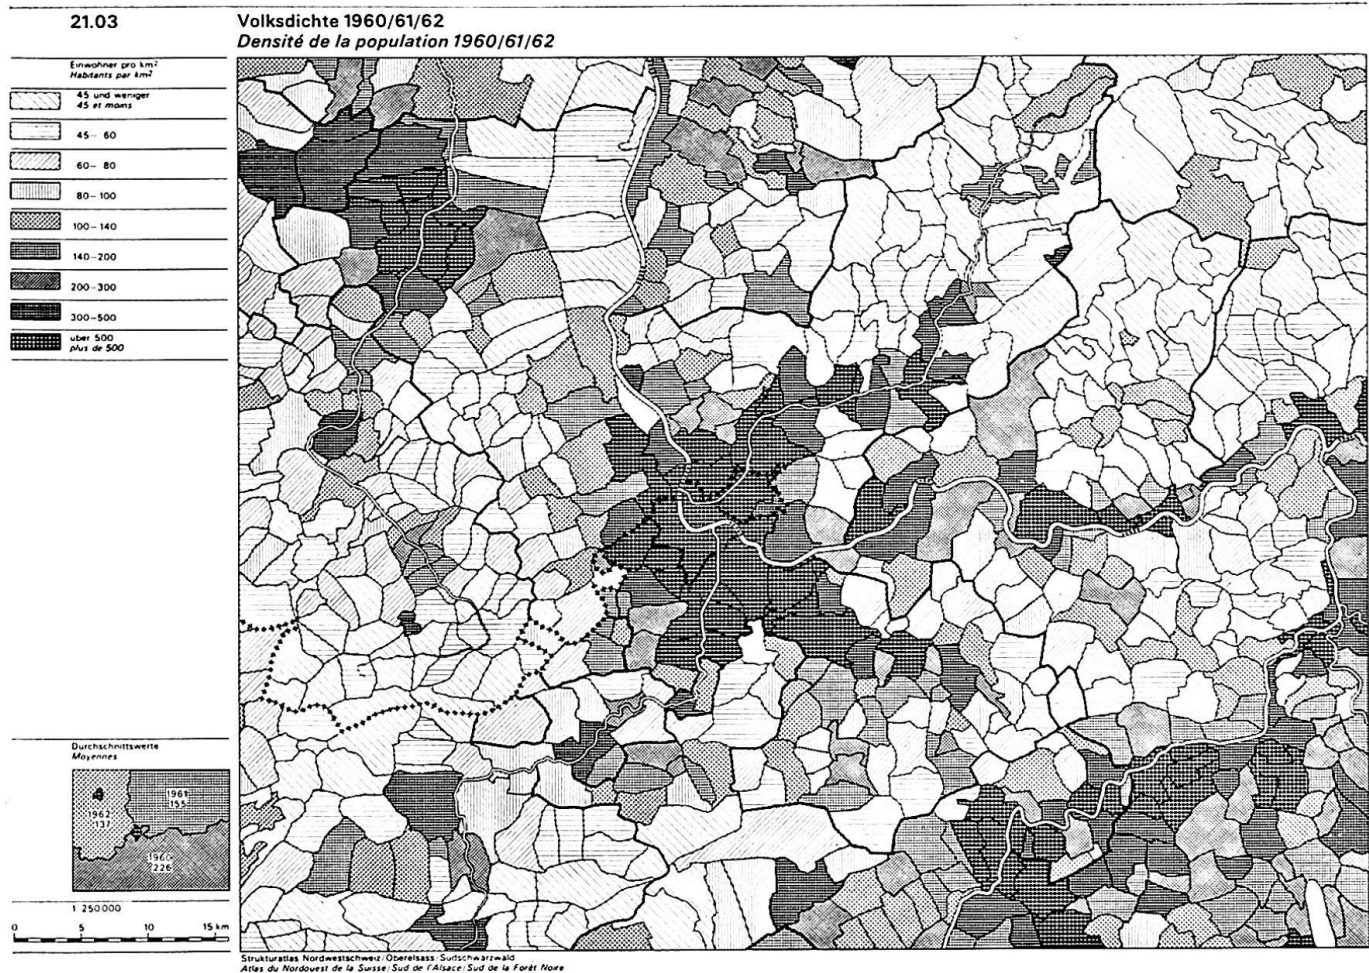 21.03
Volksdichte 1960/61/62
Densité de la population 1960/61/62
Einwohner pro km²
Habitants par km²
45 und weniger
45 et moins
45 – 60
60 – 80
80 – 100
100 – 140
140 – 200
200 – 300
300 – 500
uber 500
plus de 500
Durchschnittswerte
Moyennes
1961
155
1962
137
1960
226
1 250 000
0 5 10 15 km
Strukturatlas Nordwestschweiz/Oberelsass/Südschwarzwald
Atlas du Nordouest de la Suisse/Sud de l'Alsace/Sud de la Forêt Noire